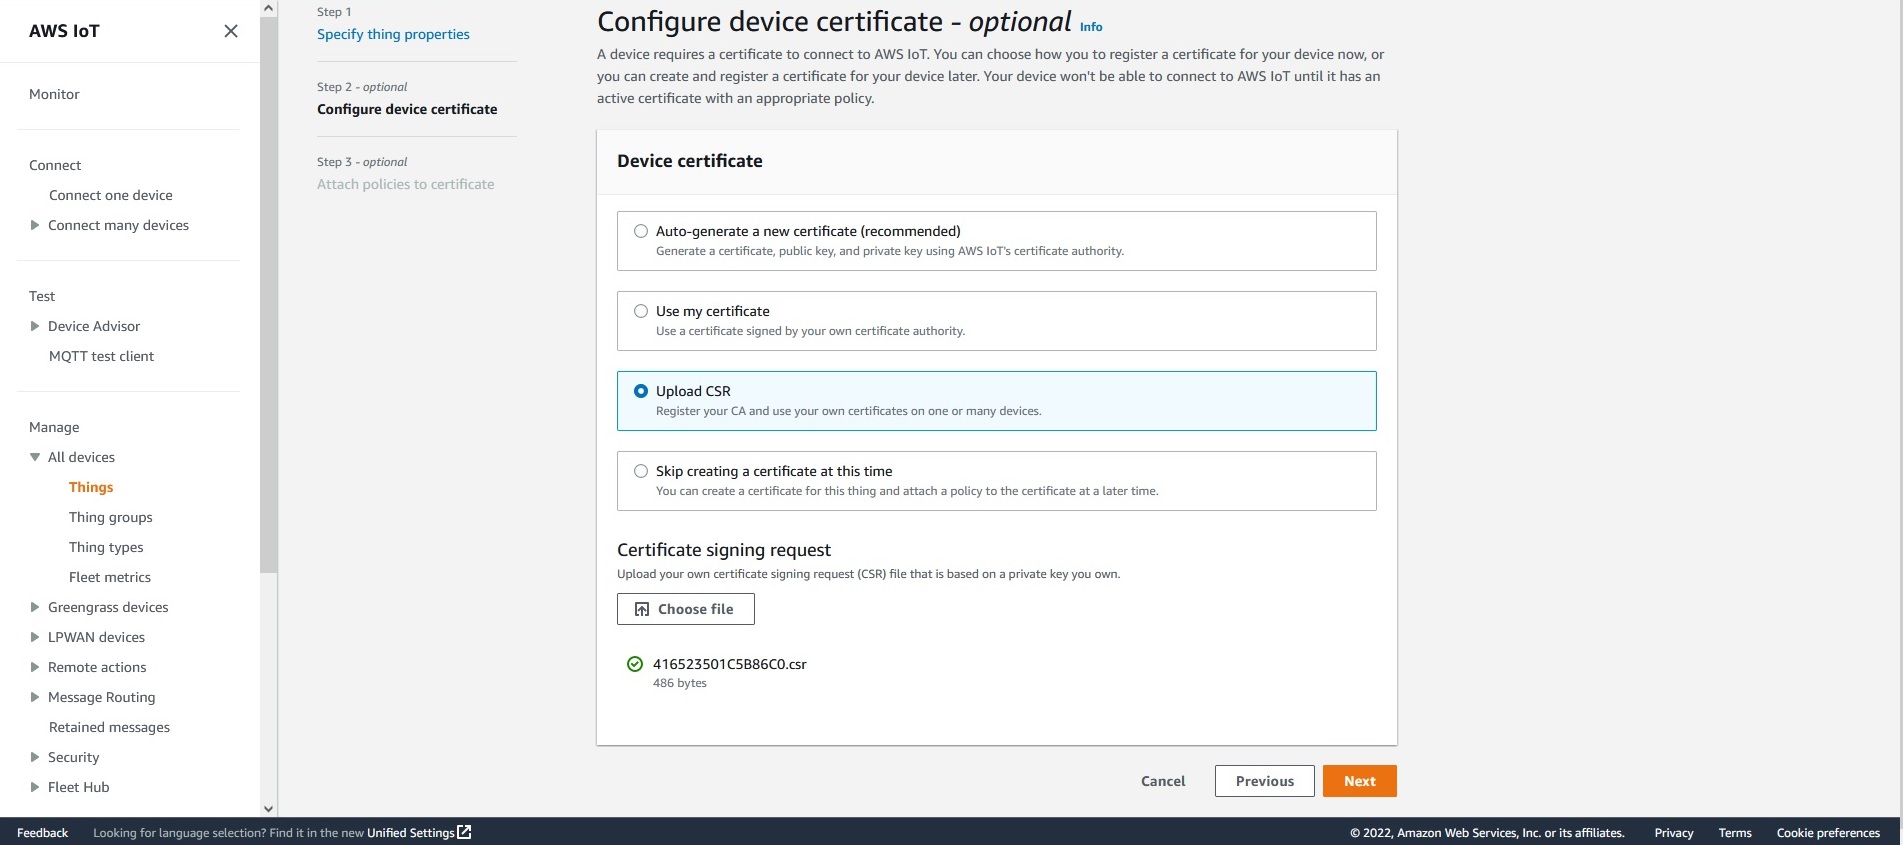 AWS IoT
Monitor
Connect
Connect one device
Connect many devices
Test
Device Advisor
MQTT test client
Manage
All devices
Things
Thing groups
Thing types
Fleet metrics
Greengrass devices
LPWAN devices
Remote actions
Message Routing
Retained messages
Security
Fleet Hub
Step 1
Specify thing properties
Step 2 - optional
Configure device certificate
Step 3 - optional
Attach policies to certificate
Configure device certificate - optional Info
A device requires a certificate to connect to AWS IoT. You can choose how you to register a certificate for your device now, or
you can create and register a certificate for your device later. Your device won't be able to connect to AWS IoT until it has an
active certificate with an appropriate policy.
Device certificate
Auto-generate a new certificate (recommended)
Generate a certificate, public key, and private key using AWS IoT's certificate authority.
Use my certificate
Use a certificate signed by your own certificate authority.
Upload CSR
Register your CA and use your own certificates on one or many devices.
Skip creating a certificate at this time
You can create a certificate for this thing and attach a policy to the certificate at a later time.
Certificate signing request
Upload your own certificate signing request (CSR) file that is based on a private key you own.
Choose file
416523501C5B86C0.csr
486 bytes
Cancel Previous Next
Feedback Looking for language selection? Find it in the new Unified Settings © 2022, Amazon Web Services, Inc. or its affiliates. Privacy Terms Cookie preferences